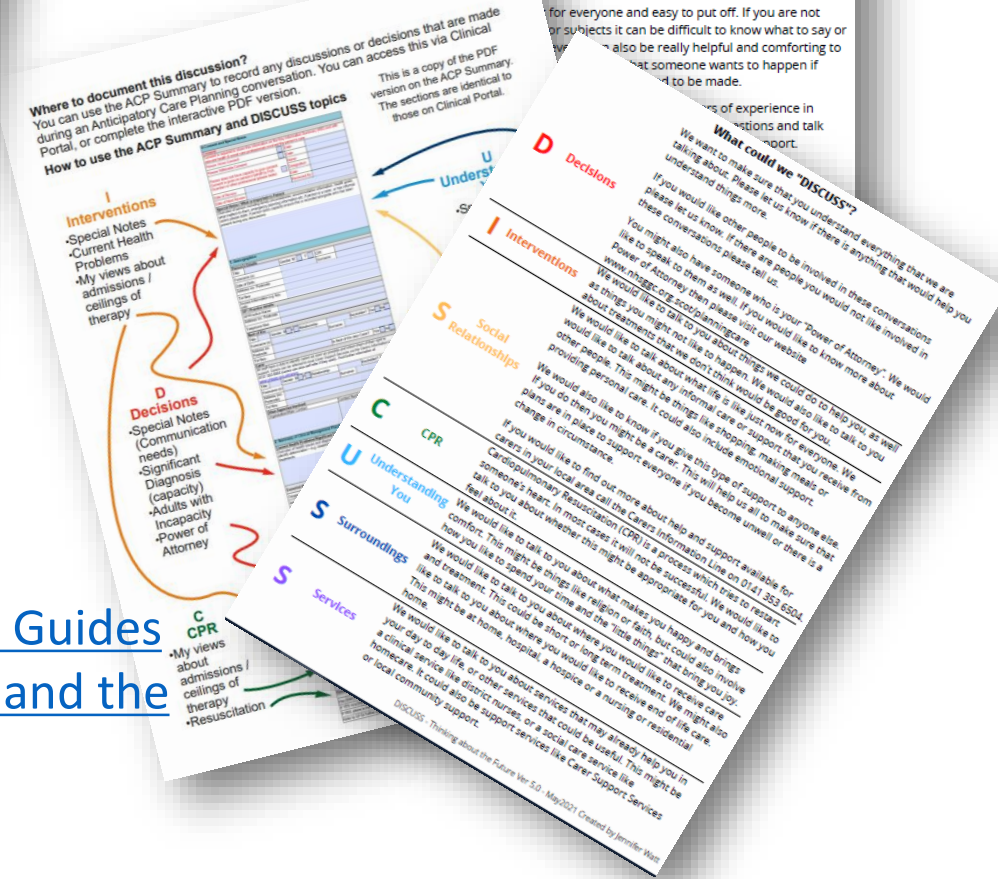 for everyone and easy to put off. If you are not
or subjects it can be difficult to know what to say or
also be really helpful and comforting to
at someone wants to happen if
d to be made.
rs of experience in
estions and talk
port.
Where to document this discussion?
You can use the ACP Summary to record any discussions or decisions that are made
during an Anticipatory Care Planning conversation. You can access this via Clinical
Portal, or complete the interactive PDF version.
How to use the ACP Summary and DISCUSS topics
This is a copy of the PDF
version on the ACP Summary.
The sections are identical to
those on Clinical Portal.
I
Interventions
•Special Notes
•Current Health
Problems
•My views about
admissions /
ceilings of
therapy
U
Underst
D
Decisions
•Special Notes
(Communication
needs)
•Significant
Diagnosis
(capacity)
•Adults with
Incapacity
•Power of
Attorney
C
CPR
•My views
about
admissions /
ceilings of
therapy
•Resuscitation
Guides
and the
What could we "DISCUSS"?
D Decisions
We want to make sure that you understand everything that we are
talking about. Please let us know if there is anything that would help you
understand things more.
If you would like other people to be involved in these conversations
please let us know. If there are people you would not like involved in
these conversations please tell us.
You might also have someone who is your "Power of Attorney". We would
like to speak to them as well. If you would like to know more about
Power of Attorney then please visit our website
www.nhsggc.org.scot/planningcare
I Interventions
We would like to talk to you about things we could do to help you, as well
as things you might not like to happen. We would also like to talk to you
about treatments that we don't think would be good for you.
S Social
Relationships
We would like to talk about what life is like just now for everyone. We
would like to talk about any informal care or support that you receive from
other people. This might be things like shopping, making meals or
providing personal care. It could also include emotional support.
We would also like to know if you give this type of support to anyone else.
If you do then you might be a carer. This will help us all to make sure that
plans are in place to support everyone if you become unwell or there is a
change in circumstance.
If you would like to find out more about help and support available for
carers in your local area call the Carers Information Line on 0141 353 6504.
C CPR
Cardiopulmonary Resuscitation (CPR) is a process which tries to restart
someone's heart. In most cases it will not be successful. We would like to
talk to you about whether this might be appropriate for you and how you
feel about it.
U Understanding
You
We would like to talk to you about what makes you happy and brings
comfort. This might be things like religion or faith, but could also involve
how you like to spend your time and the "little things" that bring you joy.
S Surroundings
We would like to talk to you about where you would like to receive care
and treatment. This could be short or long term treatment. We might also
like to talk to you about where you would like to receive end of life care.
This might be at home, hospital, a hospice or a nursing or residential
home.
S Services
We would like to talk to you about services that may already help you in
your day to day life, or other services that could be useful. This might be
a clinical service like district nurses, or a social care service like
homecare. It could also be support services like Carer Support Services
or local community support.
DISCUSS - Thinking about the Future Ver 5.0 - May2021 Created by Jennifer Watt